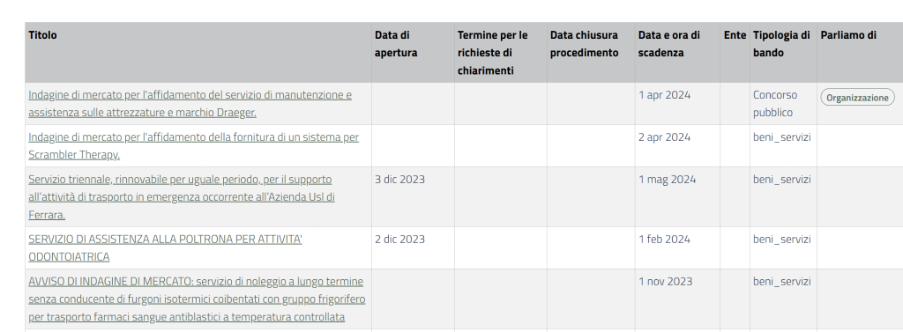 Titolo Data di apertura Termine per le richieste di chiarimenti Data chiusura procedimento Data e ora di scadenza Ente Tipologia di bando Parliamo di
Indagine di mercato per l'affidamento del servizio di manutenzione e
assistenza sulle attrezzature e marchio Draeger.
1 apr 2024
Concorso
pubblico
Organizzazione
Indagine di mercato per l'affidamento della fornitura di un sistema per
Scrambler Therapy.
2 apr 2024
beni_servizi
Servizio triennale, rinnovabile per uguale periodo, per il supporto
all'attività di trasporto in emergenza occorrente all'Azienda Usl di
Ferrara.
3 dic 2023
1 mag 2024
beni_servizi
SERVIZIO DI ASSISTENZA ALLA POLTRONA PER ATTIVITA'
ODONTOIATRICA
2 dic 2023
1 feb 2024
beni_servizi
AVVISO DI INDAGINE DI MERCATO: servizio di noleggio a lungo termine
senza conducente di furgoni isotermici coibentati con gruppo frigorifero
per trasporto farmaci sangue antiblastici a temperatura controllata
1 nov 2023
beni_servizi